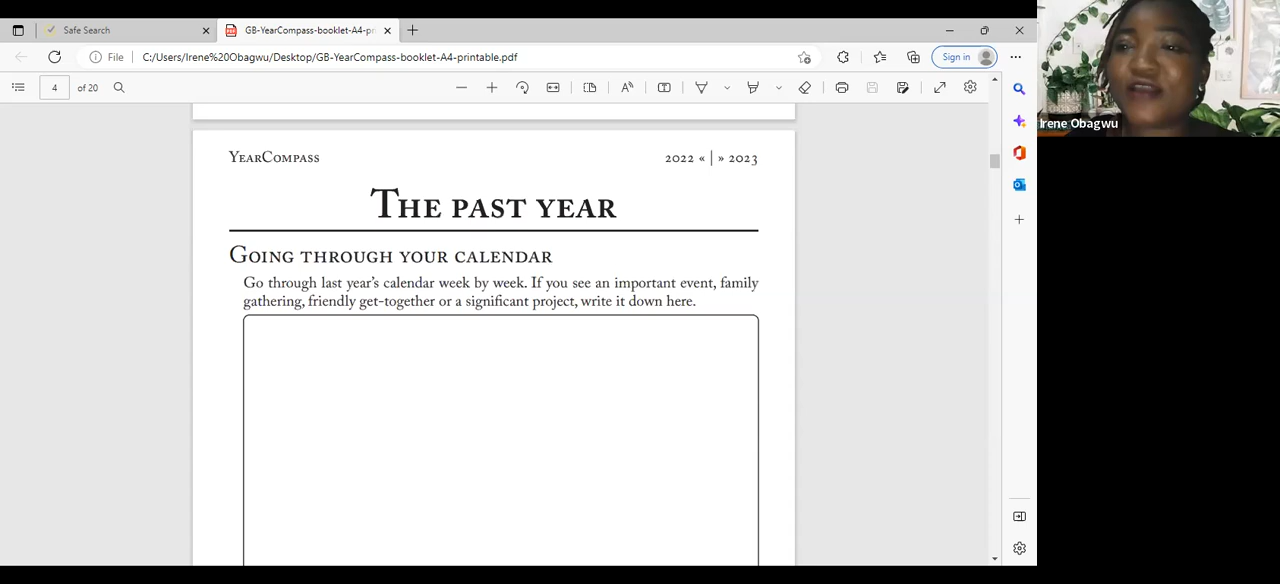 Safe Search
GB-YearCompass-booklet-A4-pr
File
C:/Users/Irene%20Obigwu/Desktop/GB-YearCompass-booklet-A4-printable.pdf
Sign in
4 of 20
Irene Obagwu
YearCompass
2022 « | » 2023
The past year
Going through your calendar
Go through last year's calendar week by week. If you see an important event, family
gathering, friendly get-together or a significant project, write it down here.